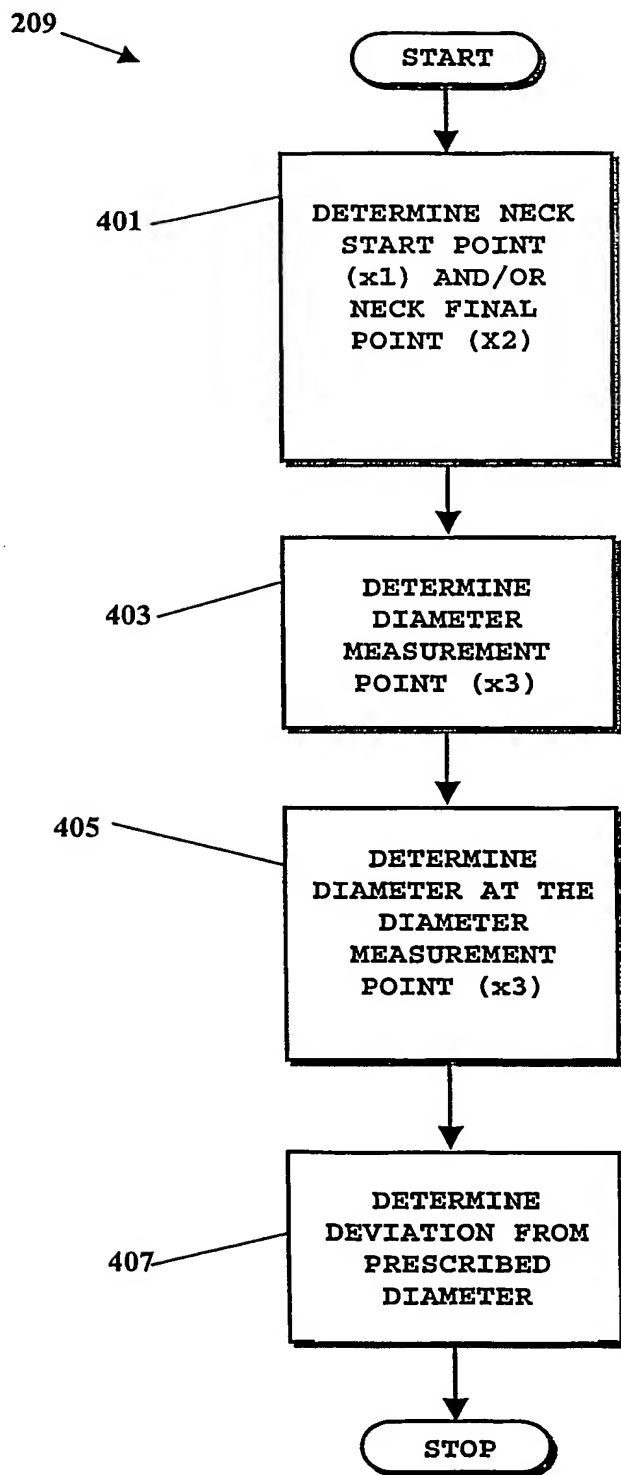 209
START
401
DETERMINE NECK
START POINT
(x1) AND/OR
NECK FINAL
POINT (X2)
403
DETERMINE
DIAMETER
MEASUREMENT
POINT (x3)
405
DETERMINE
DIAMETER AT THE
DIAMETER
MEASUREMENT
POINT (x3)
407
DETERMINE
DEVIATION FROM
PRESCRIBED
DIAMETER
STOP